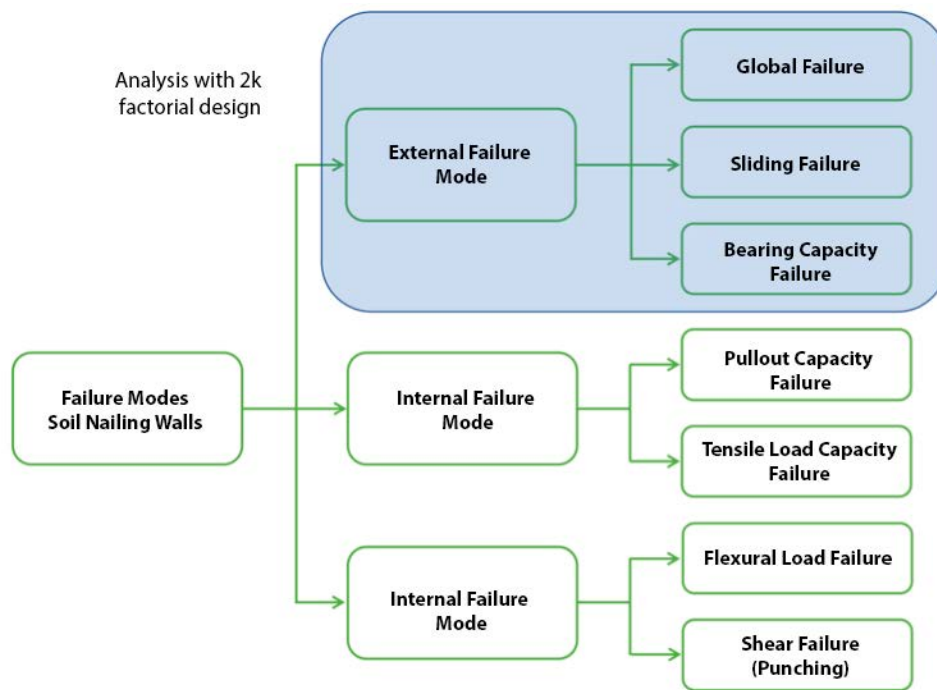 Analysis with 2k
factorial design
External Failure
Mode
Global Failure
Sliding Failure
Bearing Capacity
Failure
Failure Modes
Soil Nailing Walls
Internal Failure
Mode
Pullout Capacity
Failure
Tensile Load Capacity
Failure
Internal Failure
Mode
Flexural Load Failure
Shear Failure
(Punching)